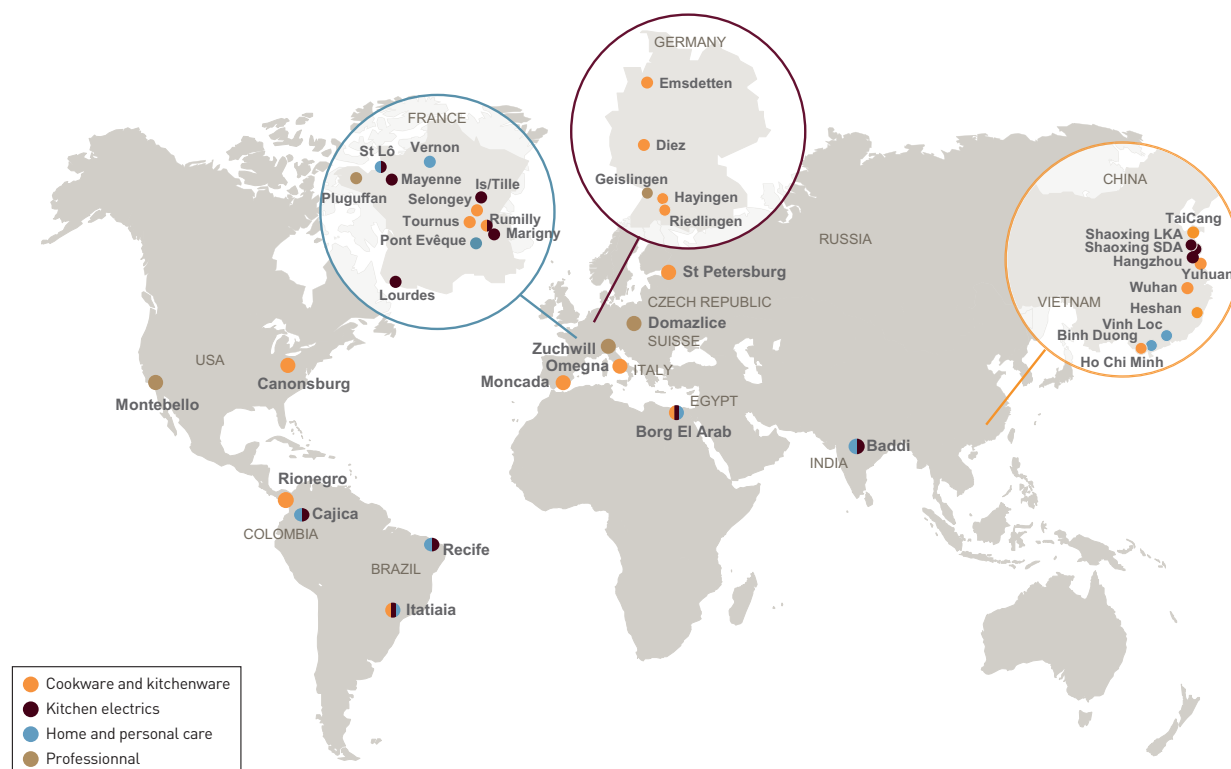 GERMANY
Emsdetten
Diez
Geislingen
Hayingen
Riedlingen
FRANCE
St Lô
Vernon
Mayenne
Is/Tille
Pluguffan
Selongey
Tournus
Rumilly
Pont Evêque
Marigny
Lourdes
CHINA
TaiCang
Shaoxing LKA
Shaoxing SDA
Hangzhou
Yuhuan
Wuhan
VIETNAM
Heshan
Vinh Loc
Binh Duong
Ho Chi Minh
RUSSIA
St Petersburg
CZECH REPUBLIC
Domazlice
SUISSE
Zuchwill
Omegna
ITALY
Moncada
USA
Canonsburg
Montebello
EGYPT
Borg El Arab
Baddi
INDIA
Rionegro
Cajica
COLOMBIA
Recife
BRAZIL
Itatiaia
Cookware and kitchenware
Kitchen electrics
Home and personal care
Professionnal